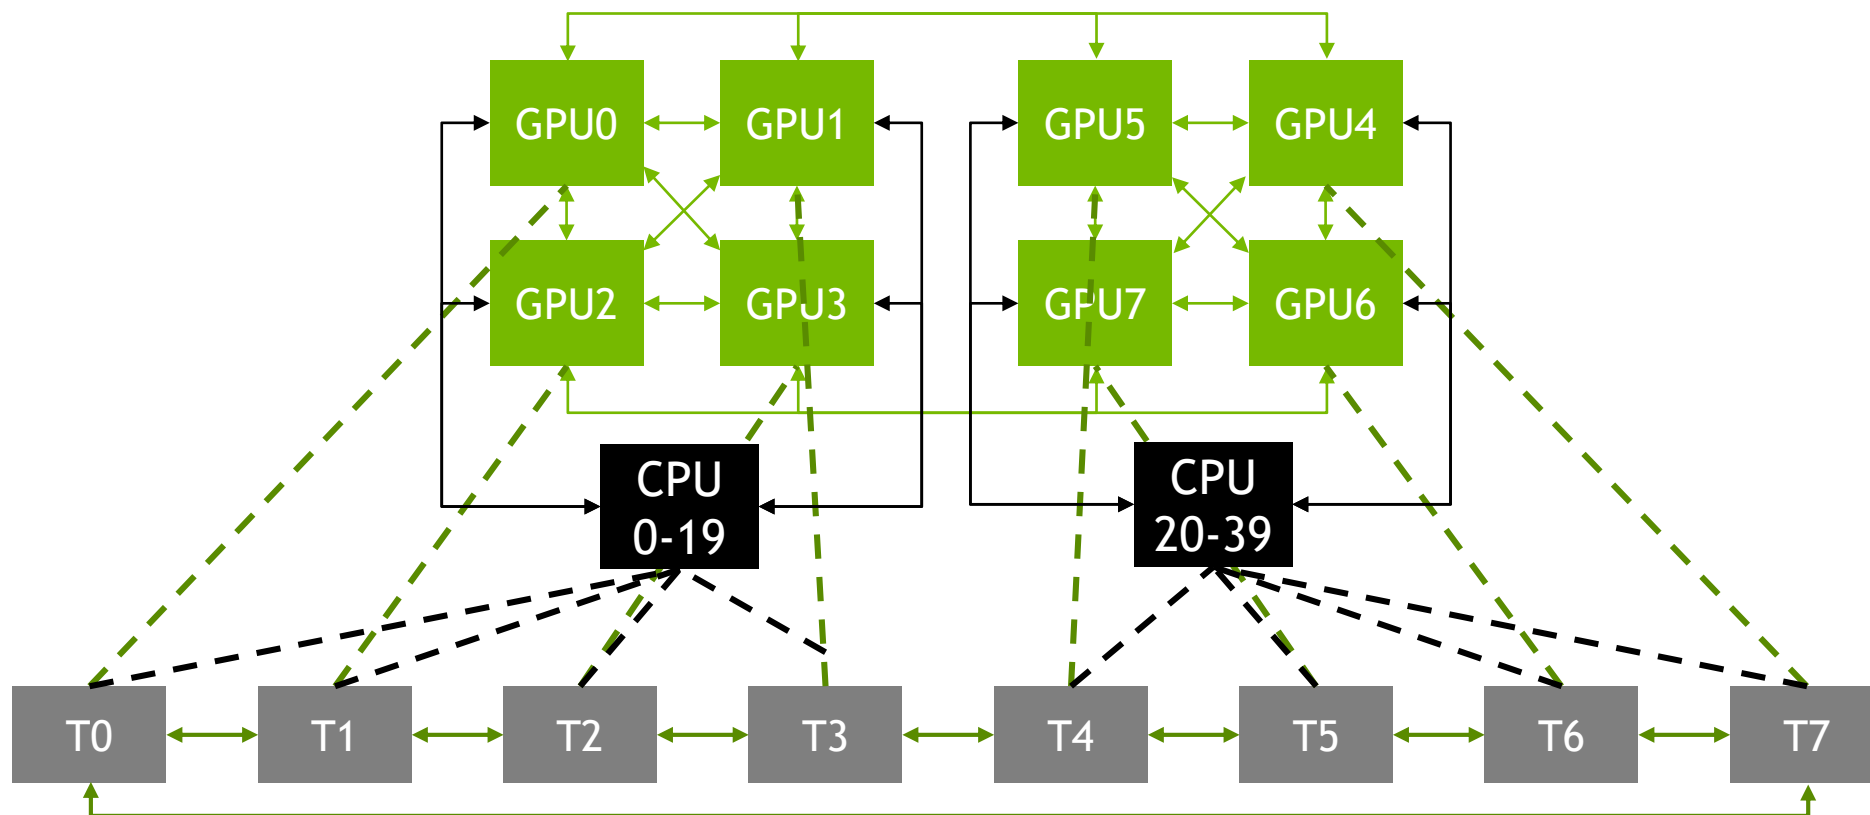 GPU0
GPU1
GPU5
GPU4
GPU2
GPU3
GPU7
GPU6
CPU
0-19
CPU
20-39
T0
T1
T2
T3
T4
T5
T6
T7